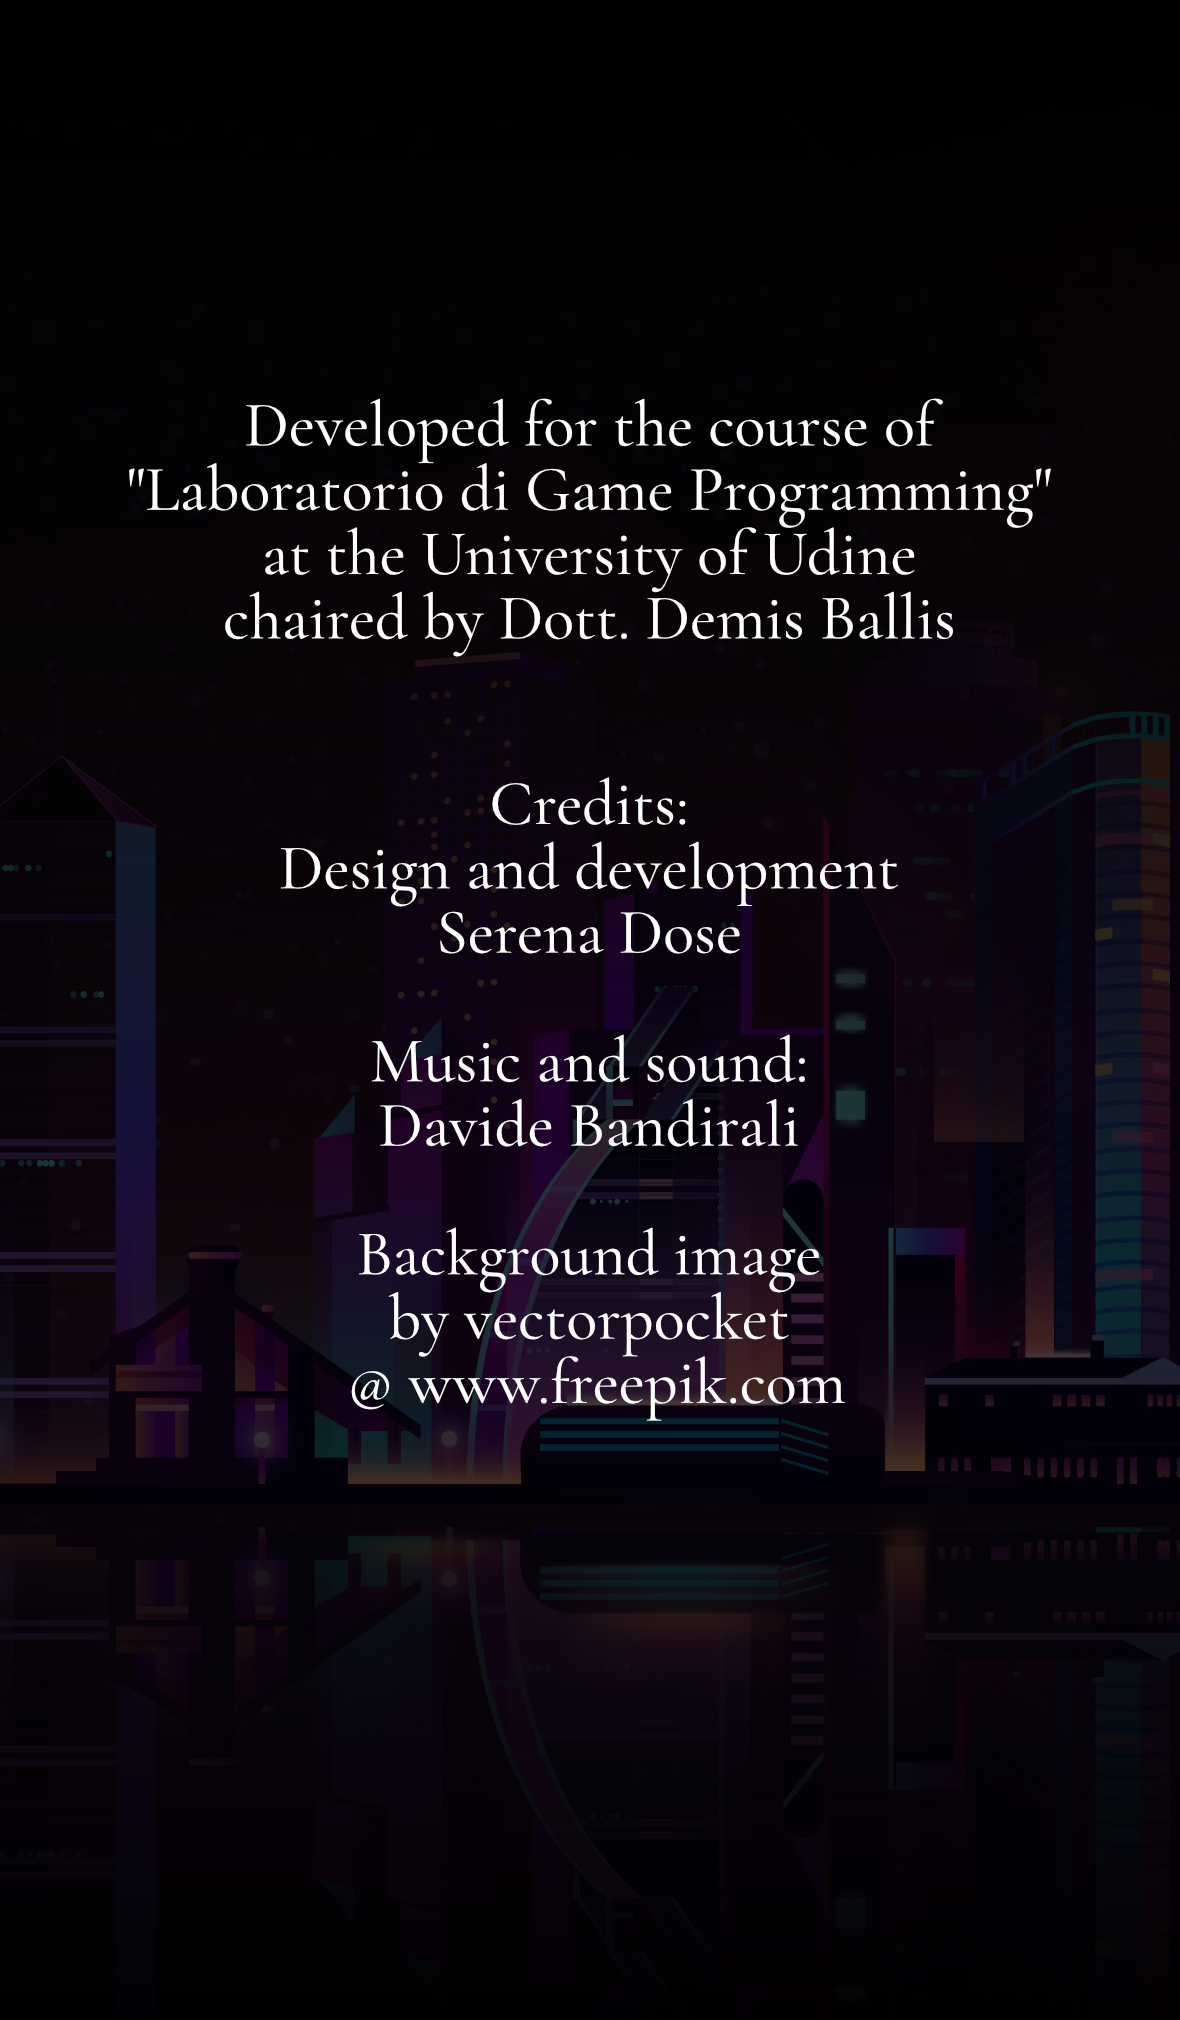 Developed for the course of
"Laboratorio di Game Programming"
at the University of Udine
chaired by Dott. Demis Ballis
Credits:
Design and development
Serena Dose
Music and sound:
Davide Bandirali
Background image
by vectorpocket
@ www.freepik.com